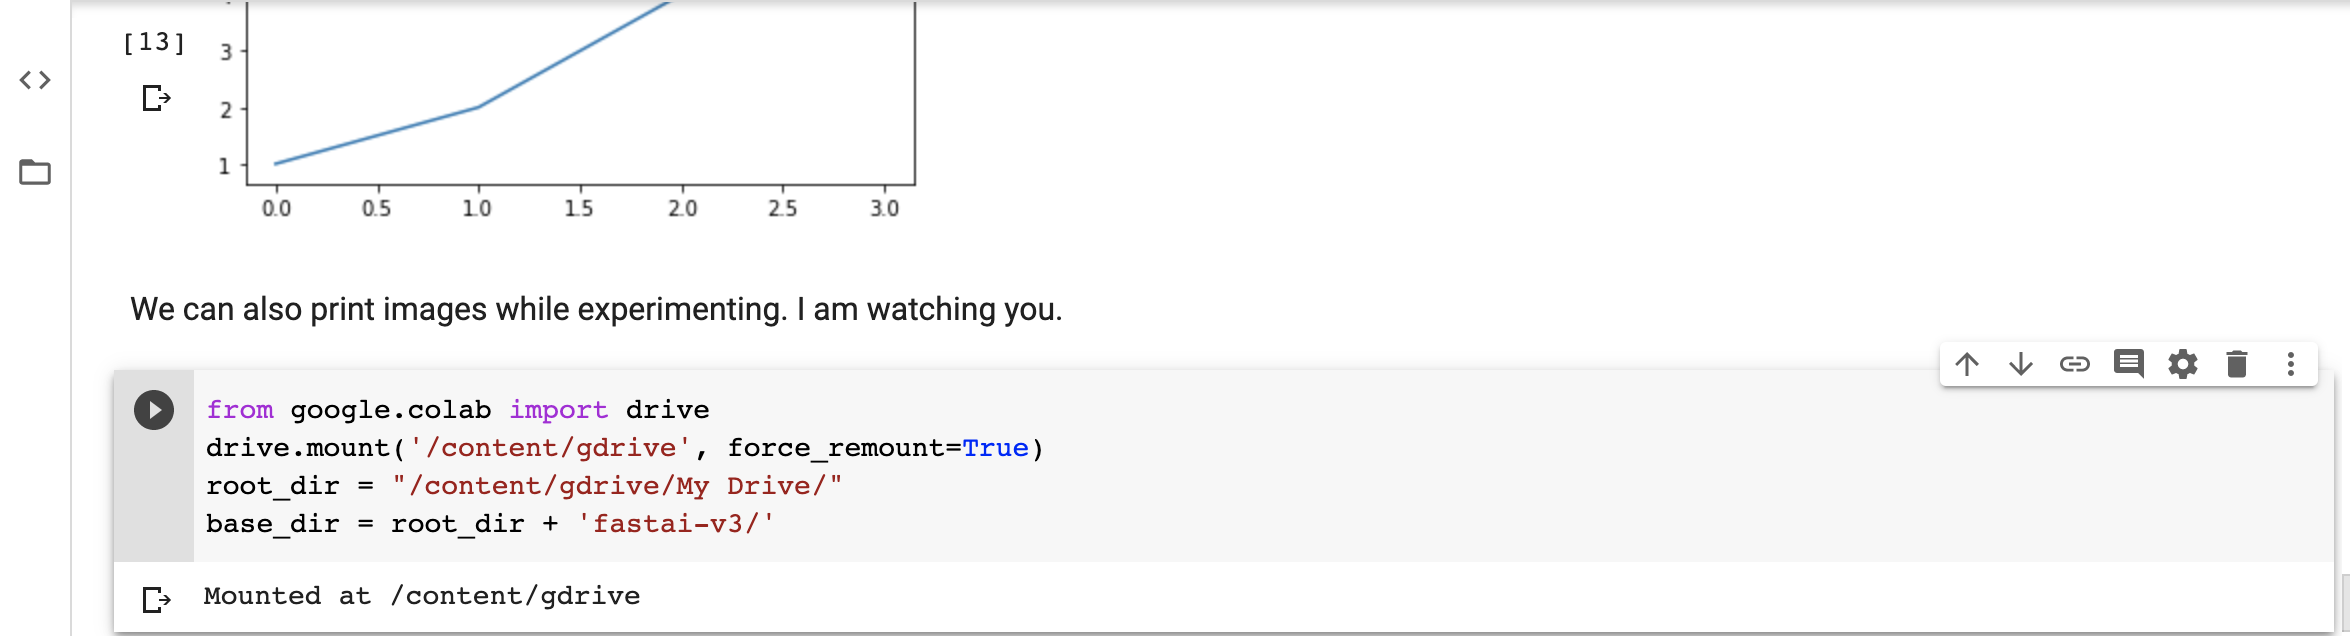 [13]
3
2
1
0.0 0.5 1.0 1.5 2.0 2.5 3.0
We can also print images while experimenting. I am watching you.
from google.colab import drive
drive.mount('/content/gdrive', force_remount=True)
root_dir = "/content/gdrive/My Drive/"
base_dir = root_dir + 'fastai-v3/'
Mounted at /content/gdrive